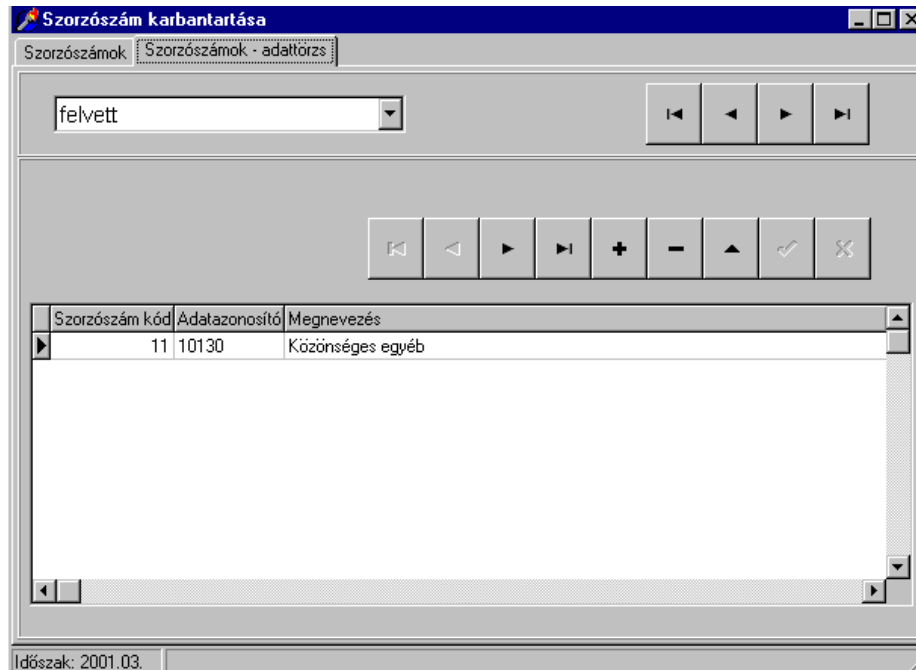 Szorzószám karbantartása
Szorzószámok Szorzószámok - adattörzs
felvett
Szorzószám kód Adatazonosító Megnevezés
11 10130 Közönséges egyéb
Időszak: 2001.03.